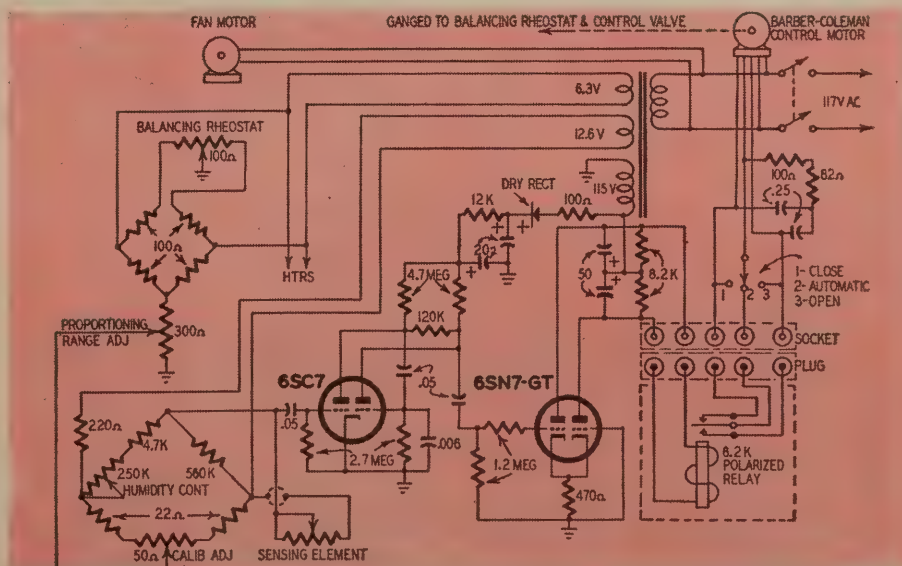 GANGED TO BALANCING RHEOSTAT & CONTROL VALVE
BARBER-COLEMAN
CONTROL MOTOR
FAN MOTOR
6.3V
117V AC
12.6V
BALANCING RHEOSTAT
100Ω
115V
DRY RECT
100Ω
82Ω
.25
12K
100Ω
20
100Ω
HTRS
4.7MEG
50
8.2K
1- CLOSE
2- AUTOMATIC
3-OPEN
1
2
3
PROPORTIONING
RANGE ADJ
300Ω
120K
SOCKET
PLUG
6SC7
.05
6SN7-GT
220Ω
4.7K
.05
.006
250K
560K
2.7 MEG
1.2 MEG
8.2K
POLARIZED
RELAY
HUMIDITY CONT
22Ω
470Ω
50Ω
CALIB ADJ
SENSING ELEMENT